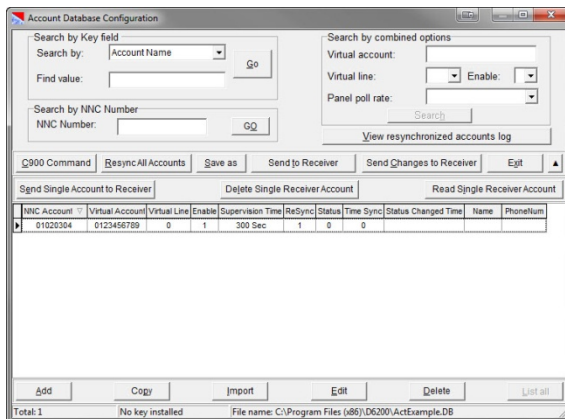 Account Database Configuration
Search by Key field
Search by: Account Name
Go
Find value:
Search by NNC Number
NNC Number:
GO
Search by combined options
Virtual account:
Virtual line: Enable:
Panel poll rate:
Search
View resynchronized accounts log
C900 Command Resync All Accounts Save as Send to Receiver Send Changes to Receiver Exit
Send Single Account to Receiver Delete Single Receiver Account Read Single Receiver Account
NNC Account Virtual Account Virtual Line Enable Supervision Time ReSync Status Time Sync Status Changed Time Name PhoneNum
01020304 0123456789 0 1 300 Sec 1 0 0
Add Copy Import Edit Delete List all
Total: 1 No key installed File name: C:\Program Files (x86)\D6200\ActExample.DB